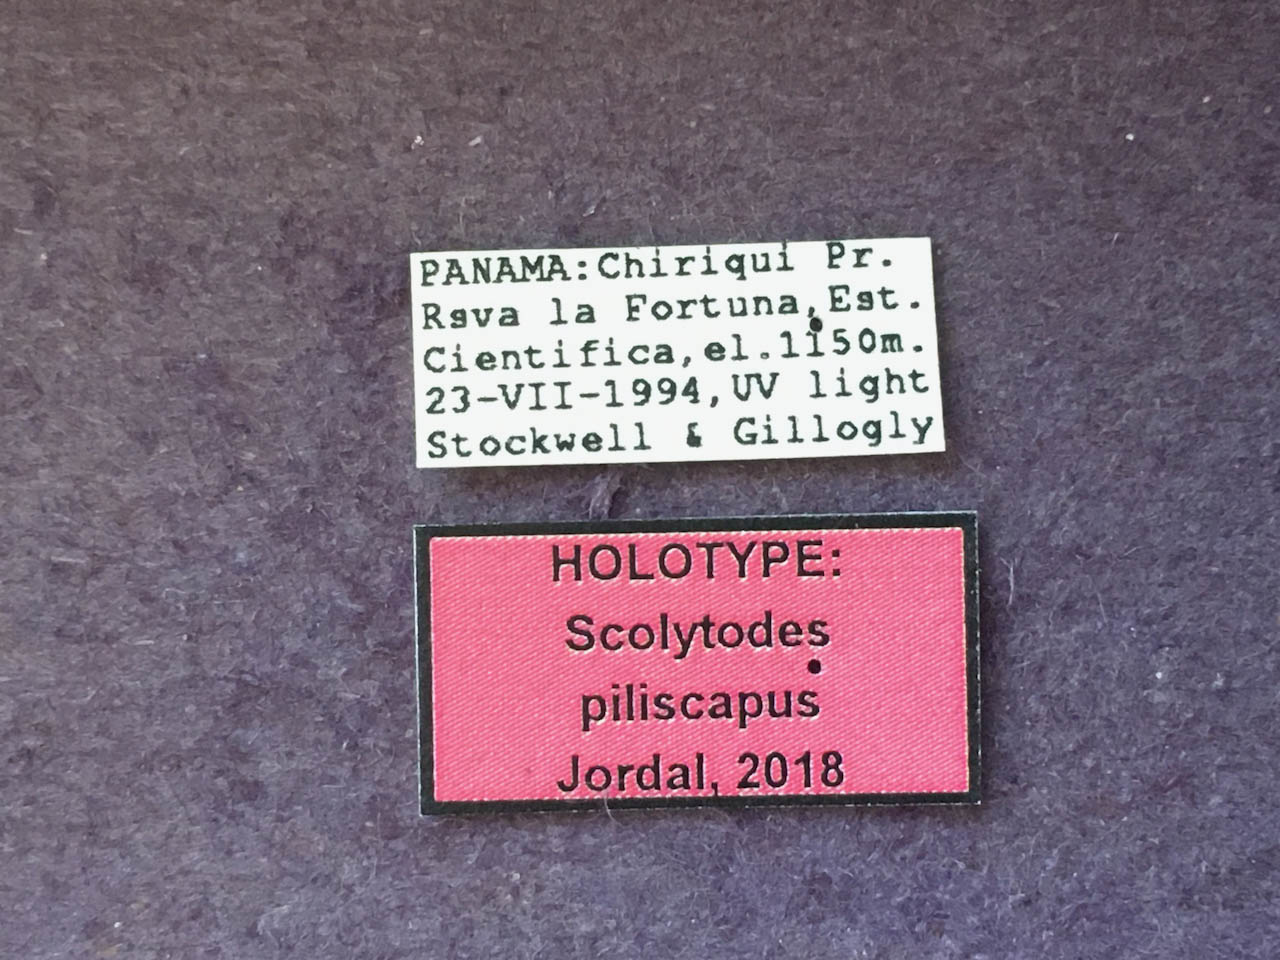 PANAMA:Chiriqui Pr.
Rsva la Fortuna,Est.
Cientifica,el.1150m.
23-VII-1994,UV light
Stockwell & Gillogly
HOLOTYPE:
Scolytodes
piliscapus
Jordal, 2018